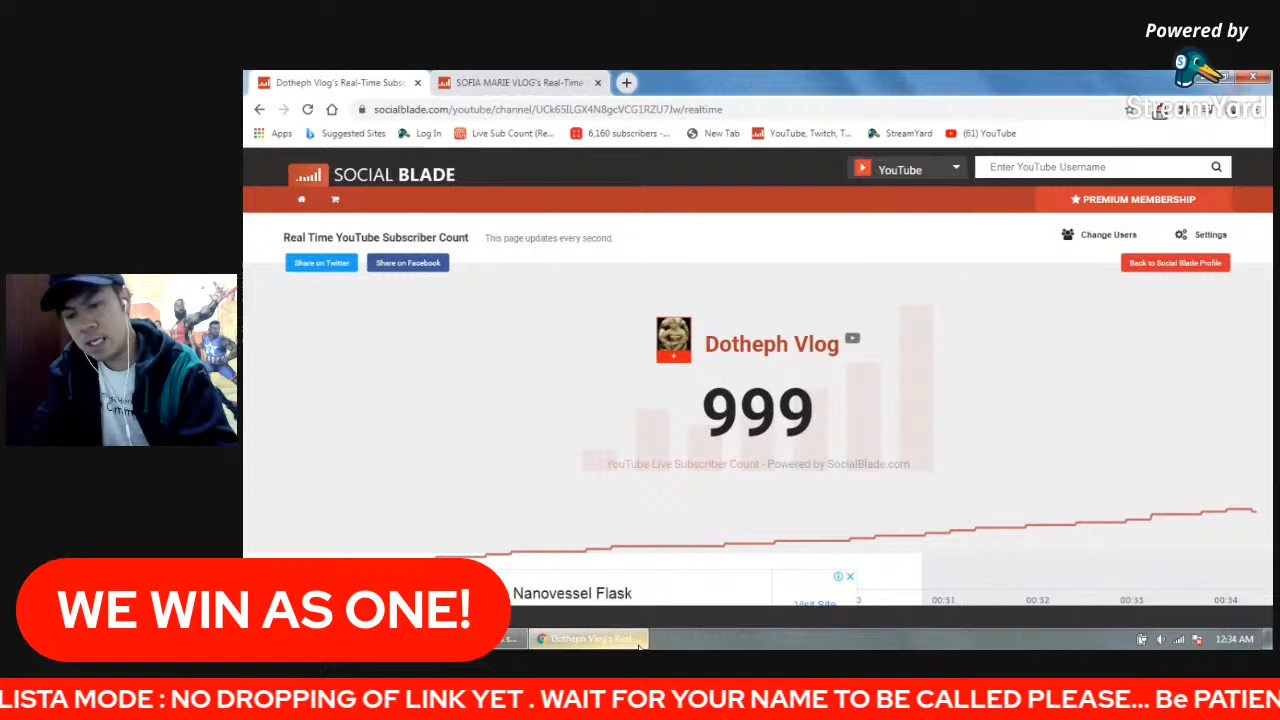 Powered by
StreamYard
Dotheph Vlog's Real-Time Subsc
SOFIA MARIE VLOG's Real-Time
socialblade.com/youtube/channel/UCk65ILGX4N8gcVCG1RZU7Jw/realtime
Apps
Suggested Sites
Log In
Live Sub Count (Re...
6,160 subscribers -...
New Tab
YouTube, Twitch, T...
StreamYard
(61) YouTube
SOCIAL BLADE
YouTube
Enter YouTube Username
PREMIUM MEMBERSHIP
Real Time YouTube Subscriber Count
This page updates every second.
Change Users
Settings
Share on Twitter
Share on Facebook
Back to Social Blade Profile
Dotheph Vlog
999
YouTube Live Subscriber Count - Powered by SocialBlade.com
Nanovessel Flask
Visit Site
00:31
00:32
00:33
00:34
WE WIN AS ONE!
Dotheph Vlog's Real...
12:34 AM
LISTA MODE : NO DROPPING OF LINK YET . WAIT FOR YOUR NAME TO BE CALLED PLEASE... Be PATIEN